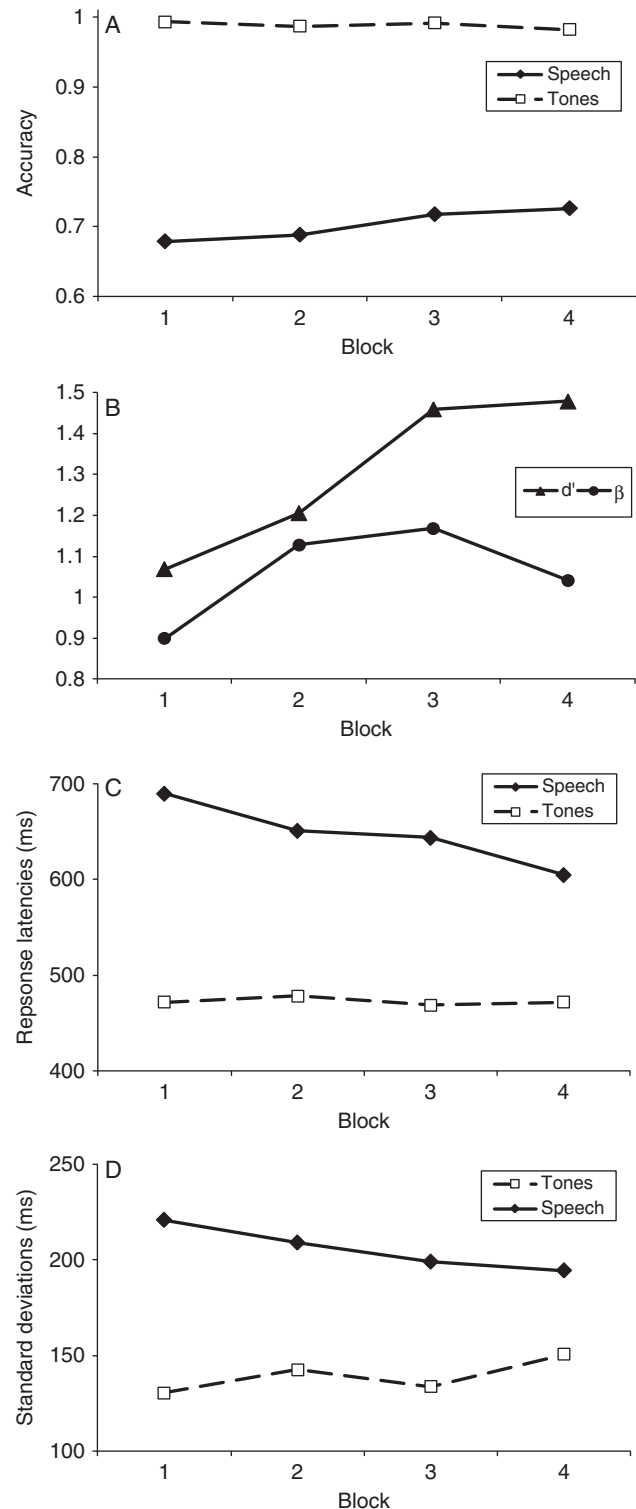 A
1
0.9
0.8
0.7
0.6
Accuracy
Speech
Tones
1 2 3 4
Block
B
1.5
1.4
1.3
1.2
1.1
1
0.9
0.8
d' β
1 2 3 4
Block
C
700
600
500
400
Repsonse latencies (ms)
Speech
Tones
1 2 3 4
Block
D
250
200
150
100
Standard deviations (ms)
Tones
Speech
1 2 3 4
Block